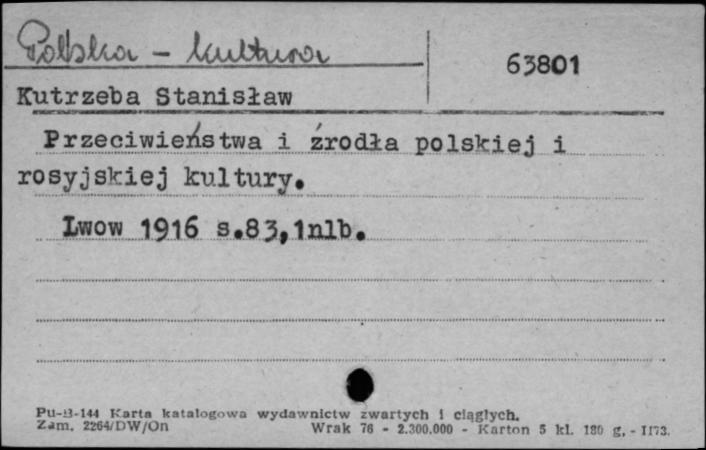 Polska - kultura
63801
Kutrzeba Stanisław
Przeciwieństwa i źrodła polskiej i
rosyjskiej kultury.
Lwow 1916 s.83,1nlb.
Pu-B-144 Karta katalogowa wydawnictw zwartych i ciągłych.
Zam. 2264/DW/On Wrak 76 - 2.300.000 - Karton 5 kl. 180 g. - II73.